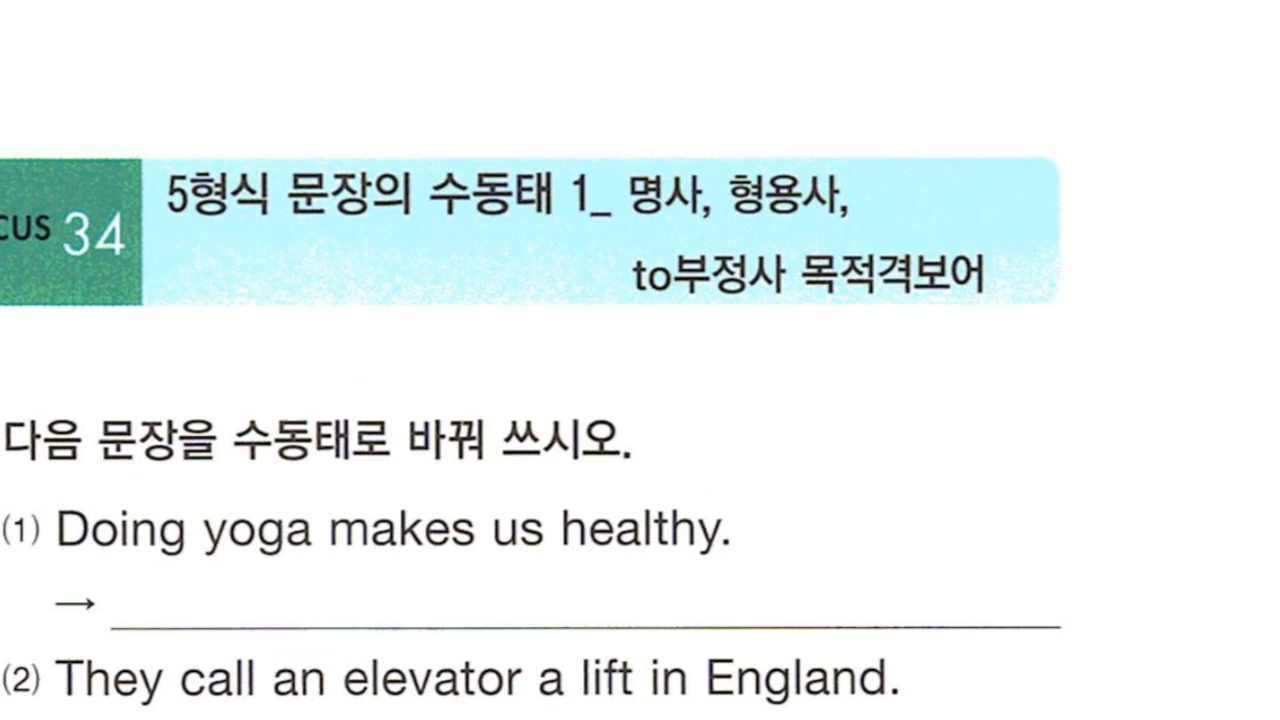 CUS 34
5형식 문장의 수동태 1_ 명사, 형용사,
to부정사 목적격보어
다음 문장을 수동태로 바꿔 쓰시오.
(1) Doing yoga makes us healthy.
→
(2) They call an elevator a lift in England.